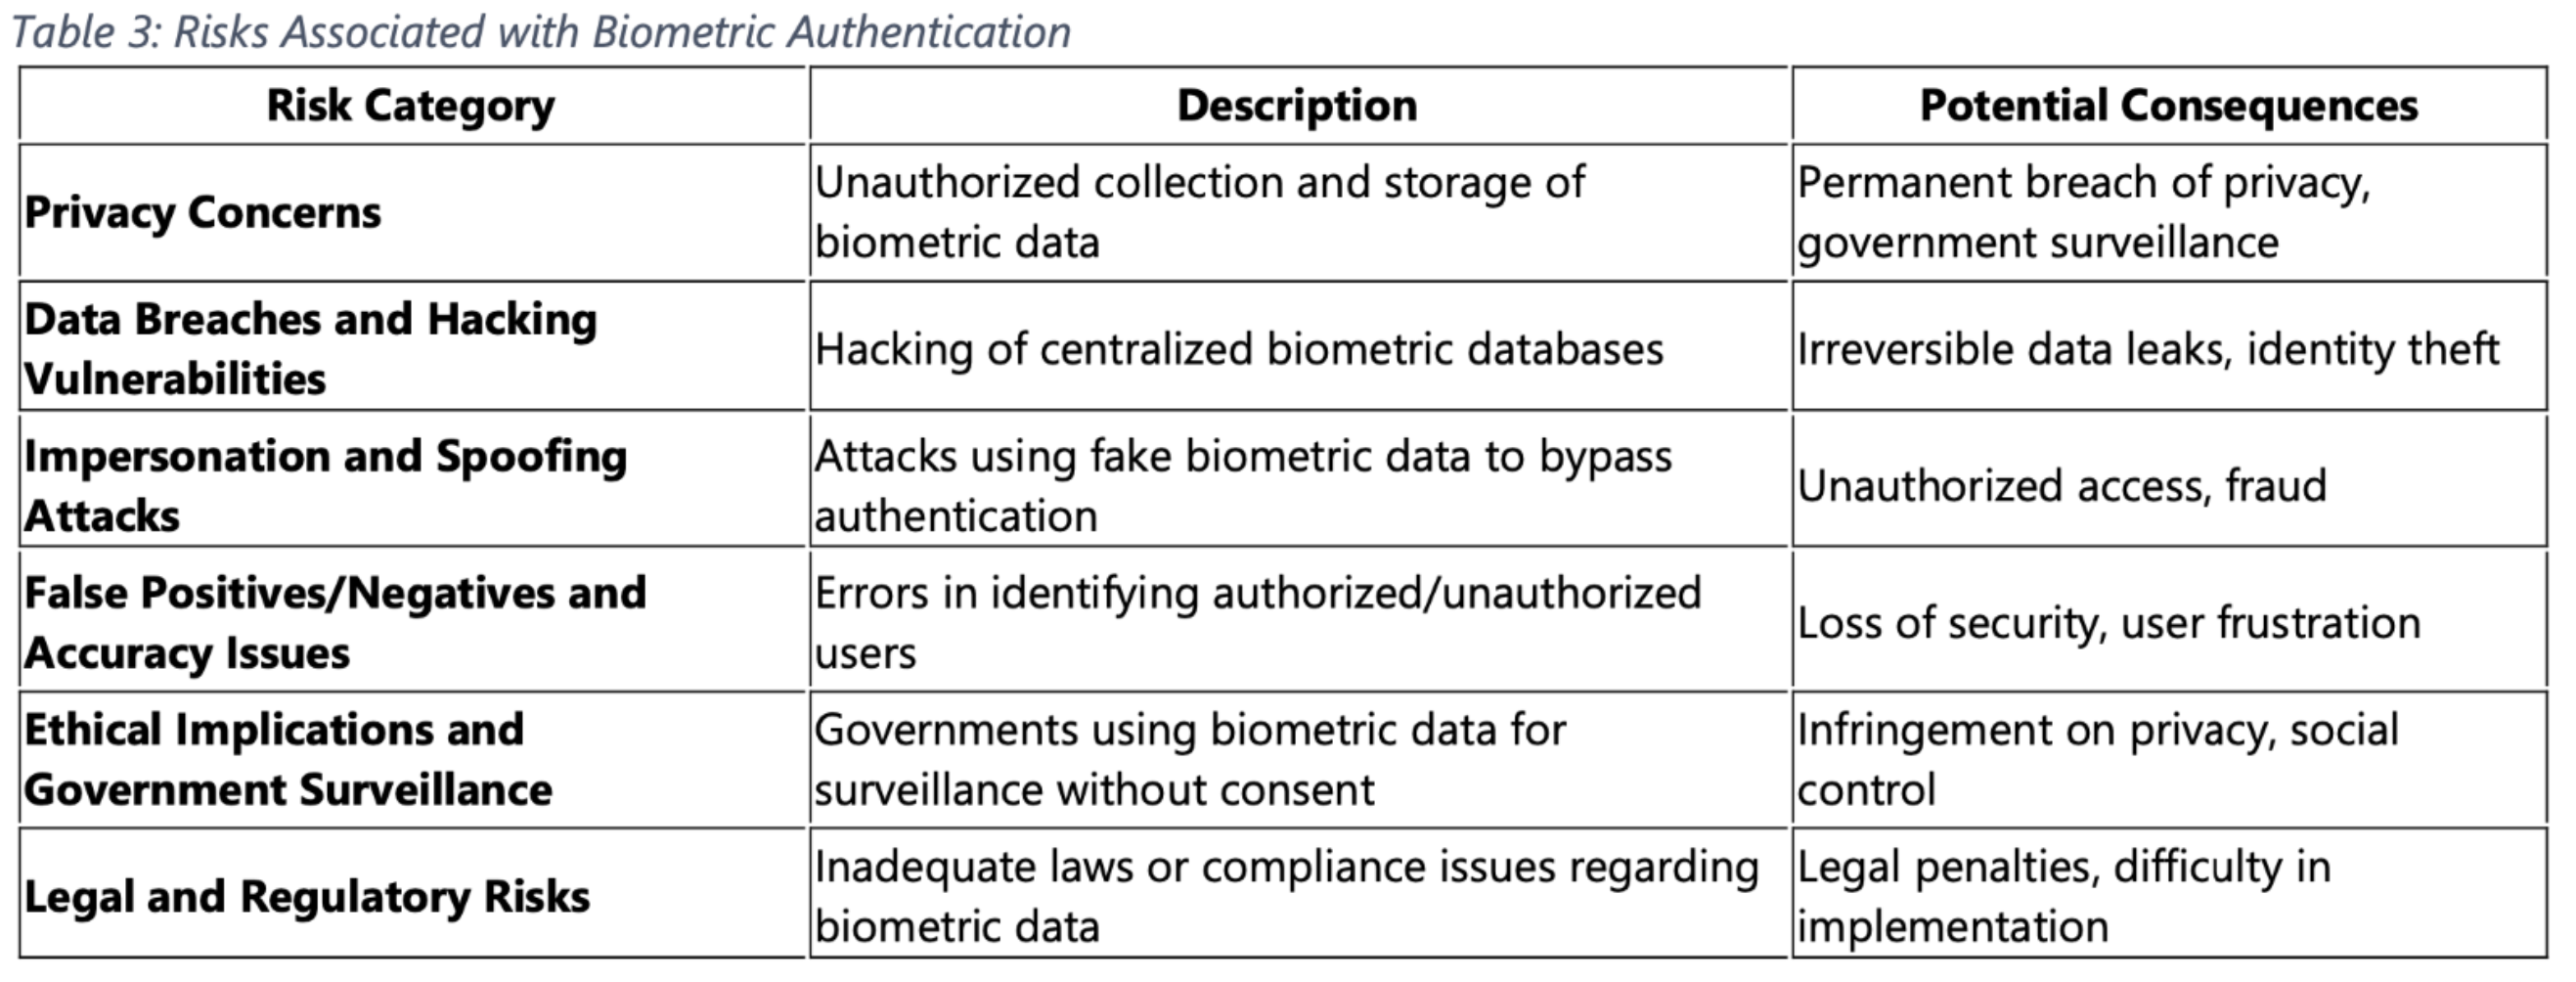 Table 3: Risks Associated with Biometric Authentication
Risk Category Description Potential Consequences
Privacy Concerns
Unauthorized collection and storage of
biometric data
Permanent breach of privacy,
government surveillance
Data Breaches and Hacking
Vulnerabilities
Hacking of centralized biometric databases
Irreversible data leaks, identity theft
Impersonation and Spoofing
Attacks
Attacks using fake biometric data to bypass
authentication
Unauthorized access, fraud
False Positives/Negatives and
Accuracy Issues
Errors in identifying authorized/unauthorized
users
Loss of security, user frustration
Ethical Implications and
Government Surveillance
Governments using biometric data for
surveillance without consent
Infringement on privacy, social
control
Legal and Regulatory Risks
Inadequate laws or compliance issues regarding
biometric data
Legal penalties, difficulty in
implementation